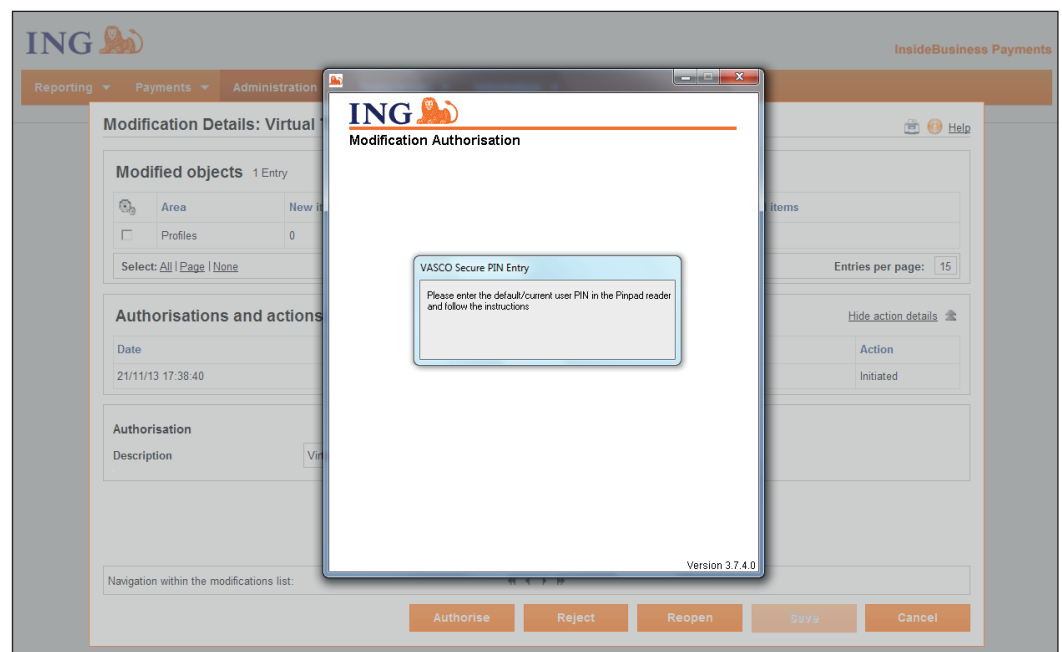 ING
InsideBusiness Payments
Reporting Payments Administration
ING
Modification Authorisation
Modification Details: Virtual
Help
Modified objects 1 Entry
Area New it items
Profiles 0
Select: All | Page | None
Entries per page: 15
VASCO Secure PIN Entry
Please enter the default/current user PIN in the Pinpad reader
and follow the instructions
Authorisations and actions
Hide action details
Date Action
21/11/13 17:38:40 Initiated
Authorisation
Description Virt
Version 3.7.4.0
Navigation within the modifications list:
Authorise Reject Reopen Save Cancel